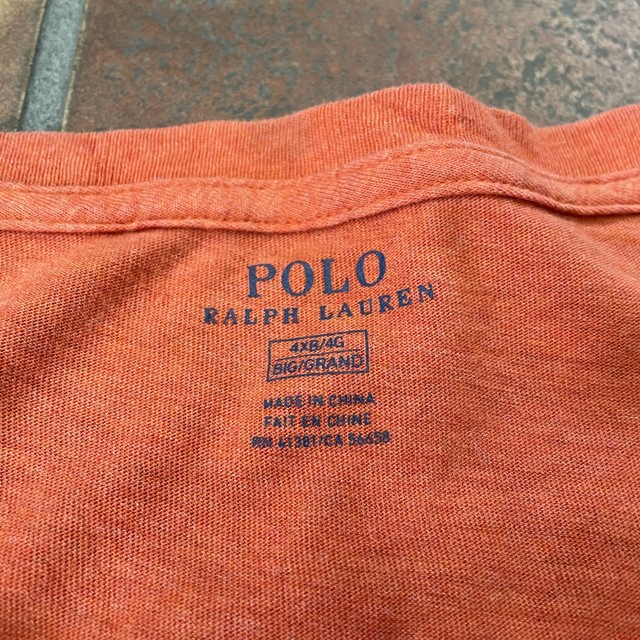 POLO
RALPH LAUREN
4XB/4G
BIG/GRAND
MADE IN CHINA
FAIT EN CHINE
RN 41381/CA 56658